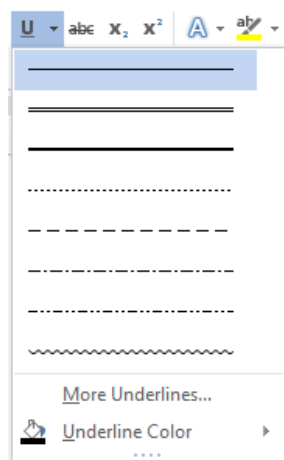 U abc X₂ X² A ab
More Underlines...
Underline Color